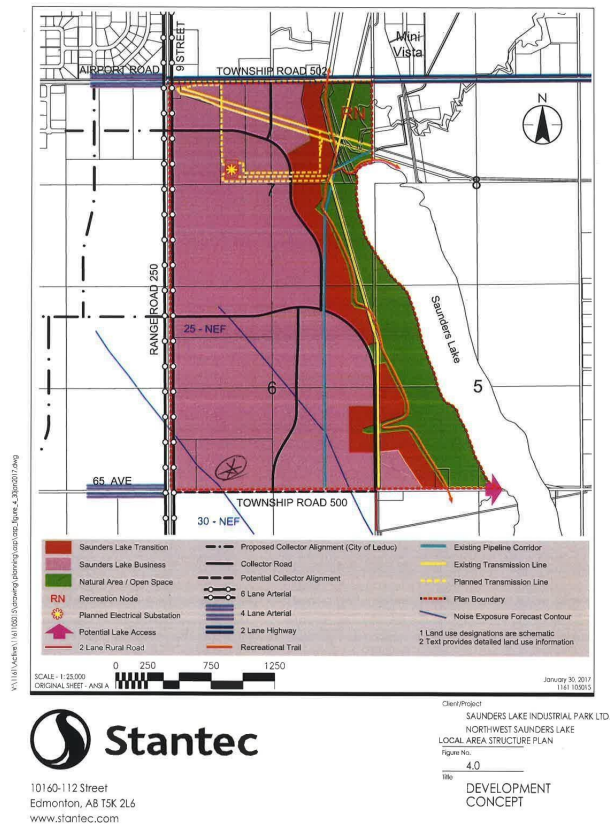 Mini
Vista
9 STREET
AIRPORT ROAD
TOWNSHIP ROAD 502
RN
N
7
8
RANGE ROAD 250
25 - NEF
Saunders Lake
6
5
65 AVE
TOWNSHIP ROAD 500
30 - NEF
Saunders Lake Transition
Saunders Lake Business
Natural Area / Open Space
RN Recreation Node
Planned Electrical Substation
Potential Lake Access
2 Lane Rural Road
Proposed Collector Alignment (City of Leduc)
Collector Road
Potential Collector Alignment
6 Lane Arterial
4 Lane Arterial
2 Lane Highway
Recreational Trail
Existing Pipeline Corridor
Existing Transmission Line
Planned Transmission Line
Plan Boundary
Noise Exposure Forecast Contour
1 Land use designations are schematic
2 Text provides detailed land use information
SCALE - 1:25,000
ORIGINAL SHEET - ANSI A
0 250 750 1250
January 30, 2017
1161 105015
Stantec
10160-112 Street
Edmonton, AB T5K 2L6
www.stantec.com
Client/Project
SAUNDERS LAKE INDUSTRIAL PARK LTD
NORTHWEST SAUNDERS LAKE
LOCAL AREA STRUCTURE PLAN
Figure No.
4.0
Title
DEVELOPMENT
CONCEPT